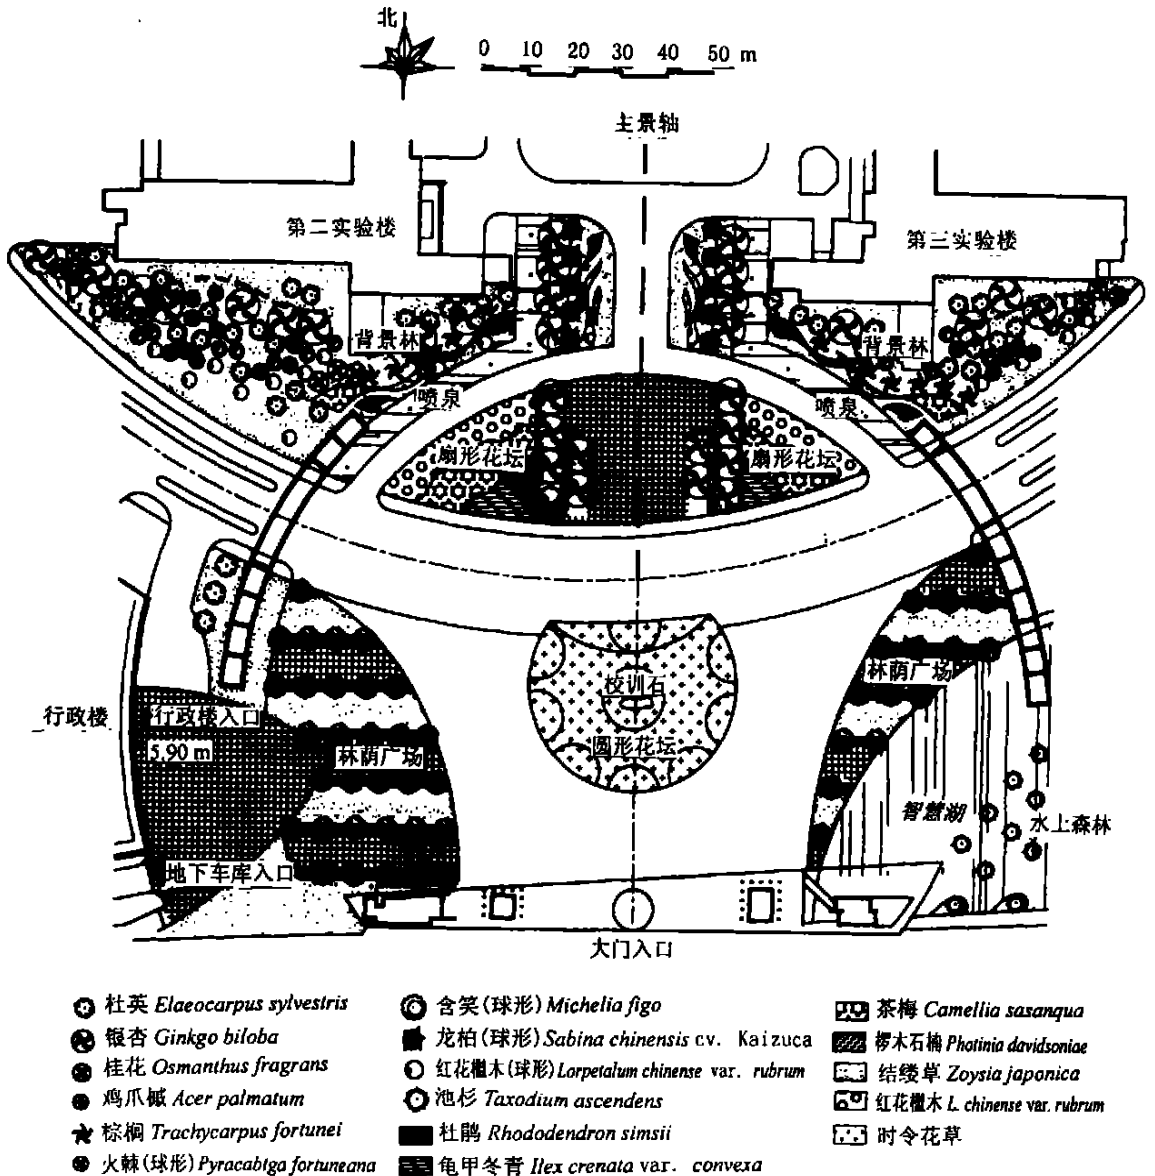 北
0 10 20 30 40 50 m
主景轴
第二实验楼
第三实验楼
背景林
背景林
喷泉
喷泉
扇形花坛
扇形花坛
林荫广场
校训石
行政楼
行政楼入口
5.90 m
圆形花坛
林荫广场
智慧湖
水上森林
地下车库入口
大门入口
杜英 Elaeocarpus sylvestris
银杏 Ginkgo biloba
桂花 Osmanthus fragrans
鸡爪槭 Acer palmatum
棕榈 Trachycarpus fortunei
火棘(球形) Pyracabtga fortuneana
含笑(球形) Michelia figo
龙柏(球形) Sabina chinensis cv. Kaizuca
红花檵木(球形) Lorpetalum chinense var. rubrum
池杉 Taxodium ascendens
杜鹃 Rhododendron simsii
龟甲冬青 Ilex crenata var. convexa
茶梅 Camellia sasanqua
椤木石楠 Photinia davidsoniae
结缕草 Zoysia japonica
红花檵木 L. chinense var. rubrum
时令花草